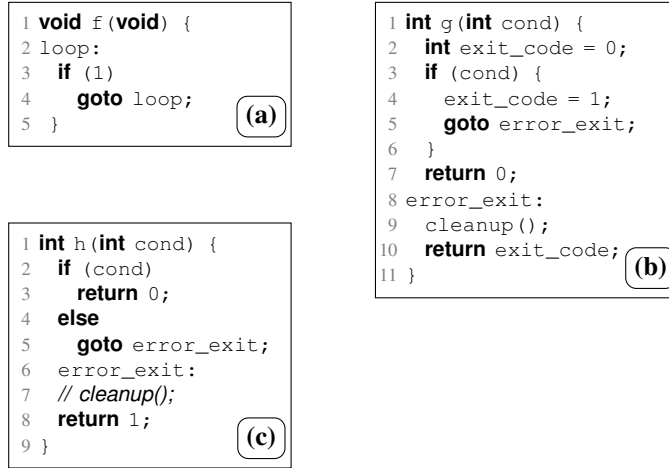 1 void f(void) {
2 loop:
3 if (1)
4 goto loop;
5 }
(a)
1 int g(int cond) {
2 int exit_code = 0;
3 if (cond) {
4 exit_code = 1;
5 goto error_exit;
6 }
7 return 0;
8 error_exit:
9 cleanup();
10 return exit_code;
11 }
(b)
1 int h(int cond) {
2 if (cond)
3 return 0;
4 else
5 goto error_exit;
6 error_exit:
7 // cleanup();
8 return 1;
9 }
(c)